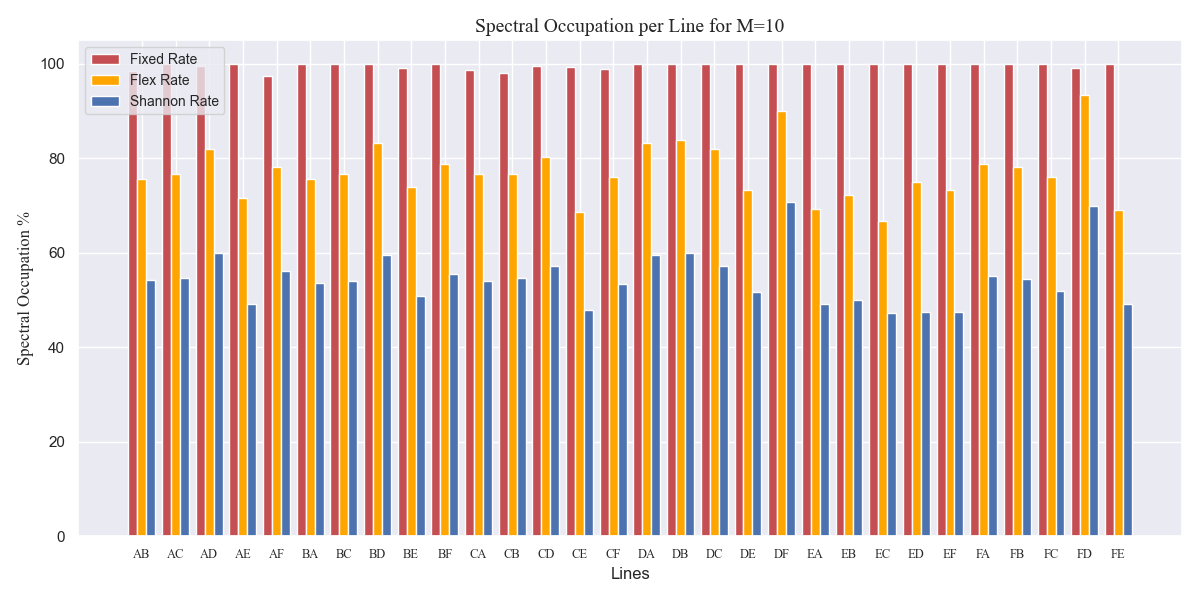 Spectral Occupation per Line for M=10
Fixed Rate
Flex Rate
Shannon Rate
Spectral Occupation %
100
80
60
40
20
0
AB AC AD AE AF BA BC BD BE BF CA CB CD CE CF DA DB DC DE DF EA EB EC ED EF FA FB FC FD FE
Lines